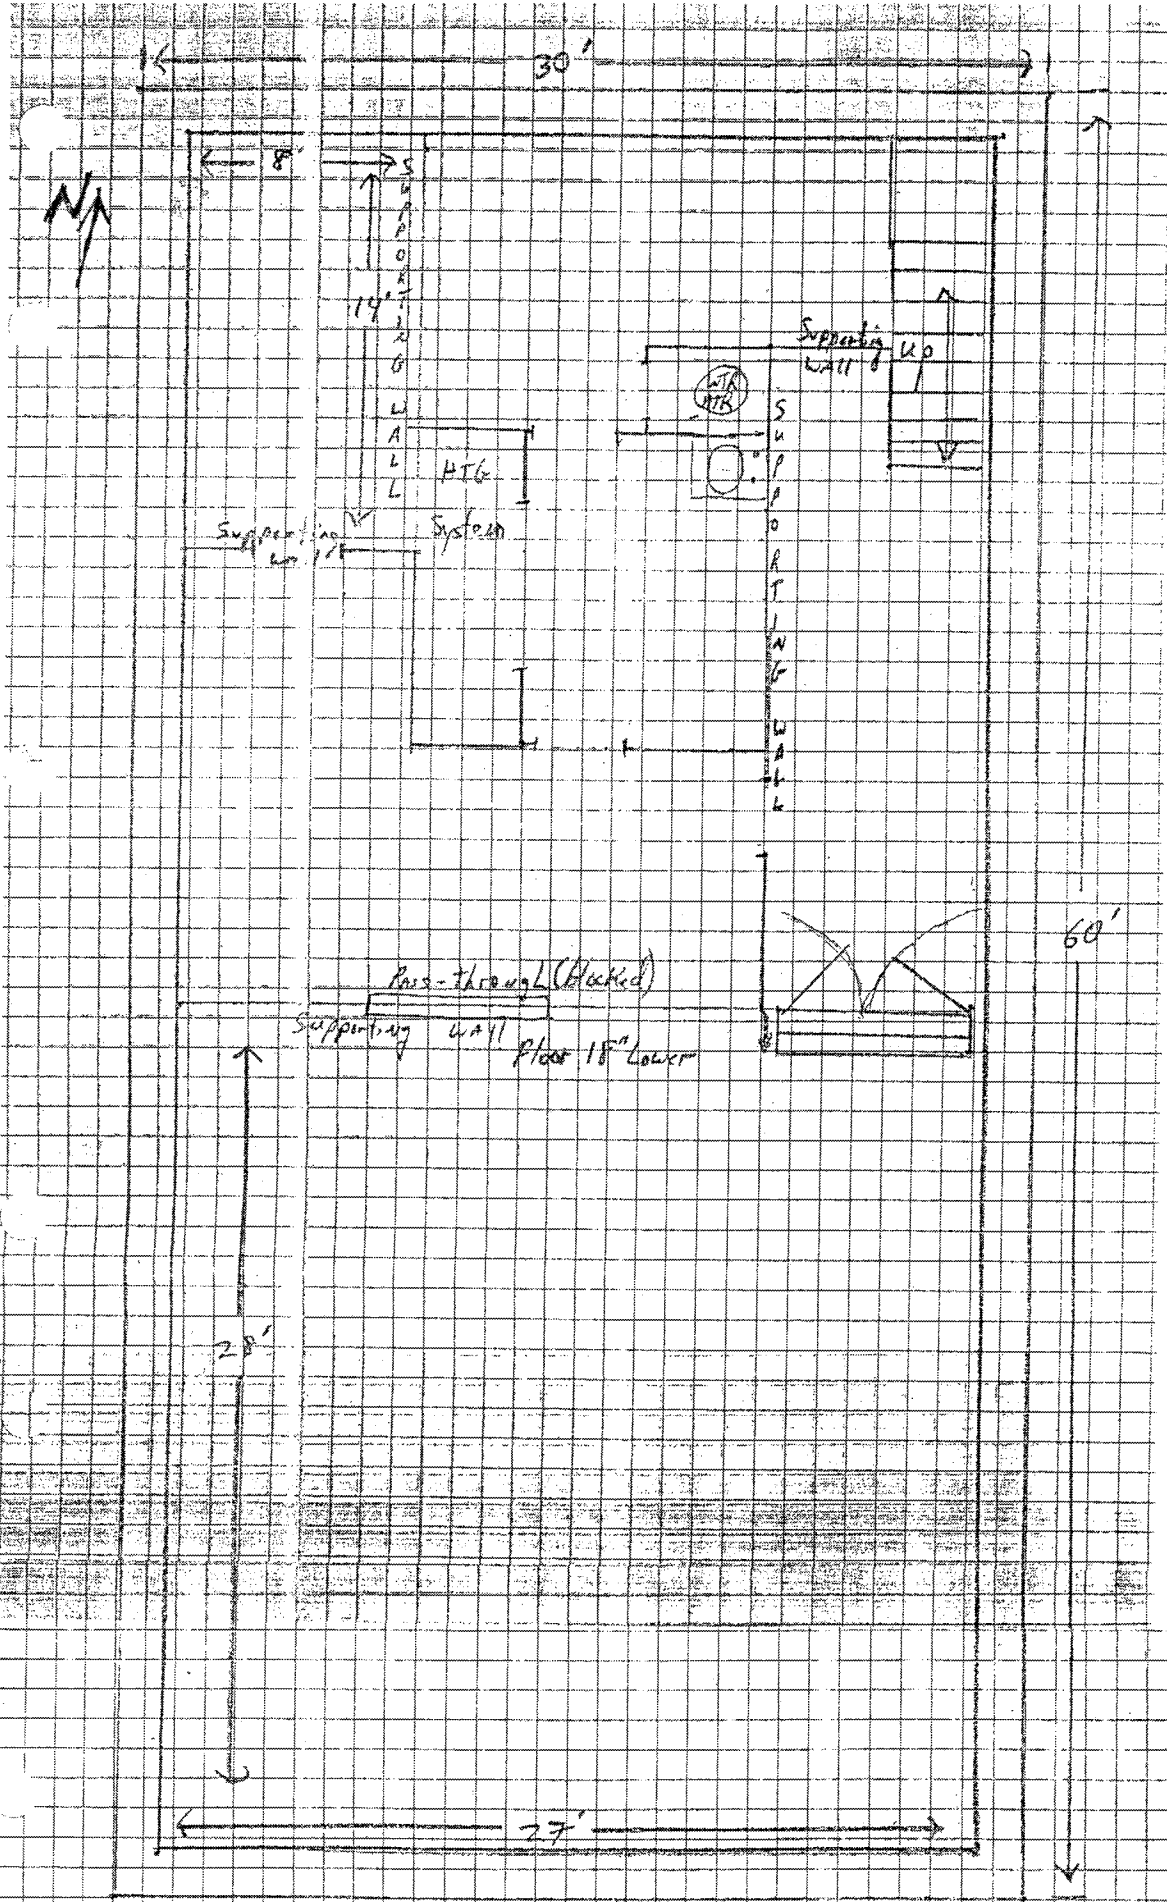 30'
8'
SUPPORTING WALL
N
14'
Supporting
WALL
UP
WTR
HTR
SUPPORTING WALL
HTG
System
Supporting
Wall
60'
Pass-through (blocked)
Supporting WALL
Floor 18" Lower
28'
27'